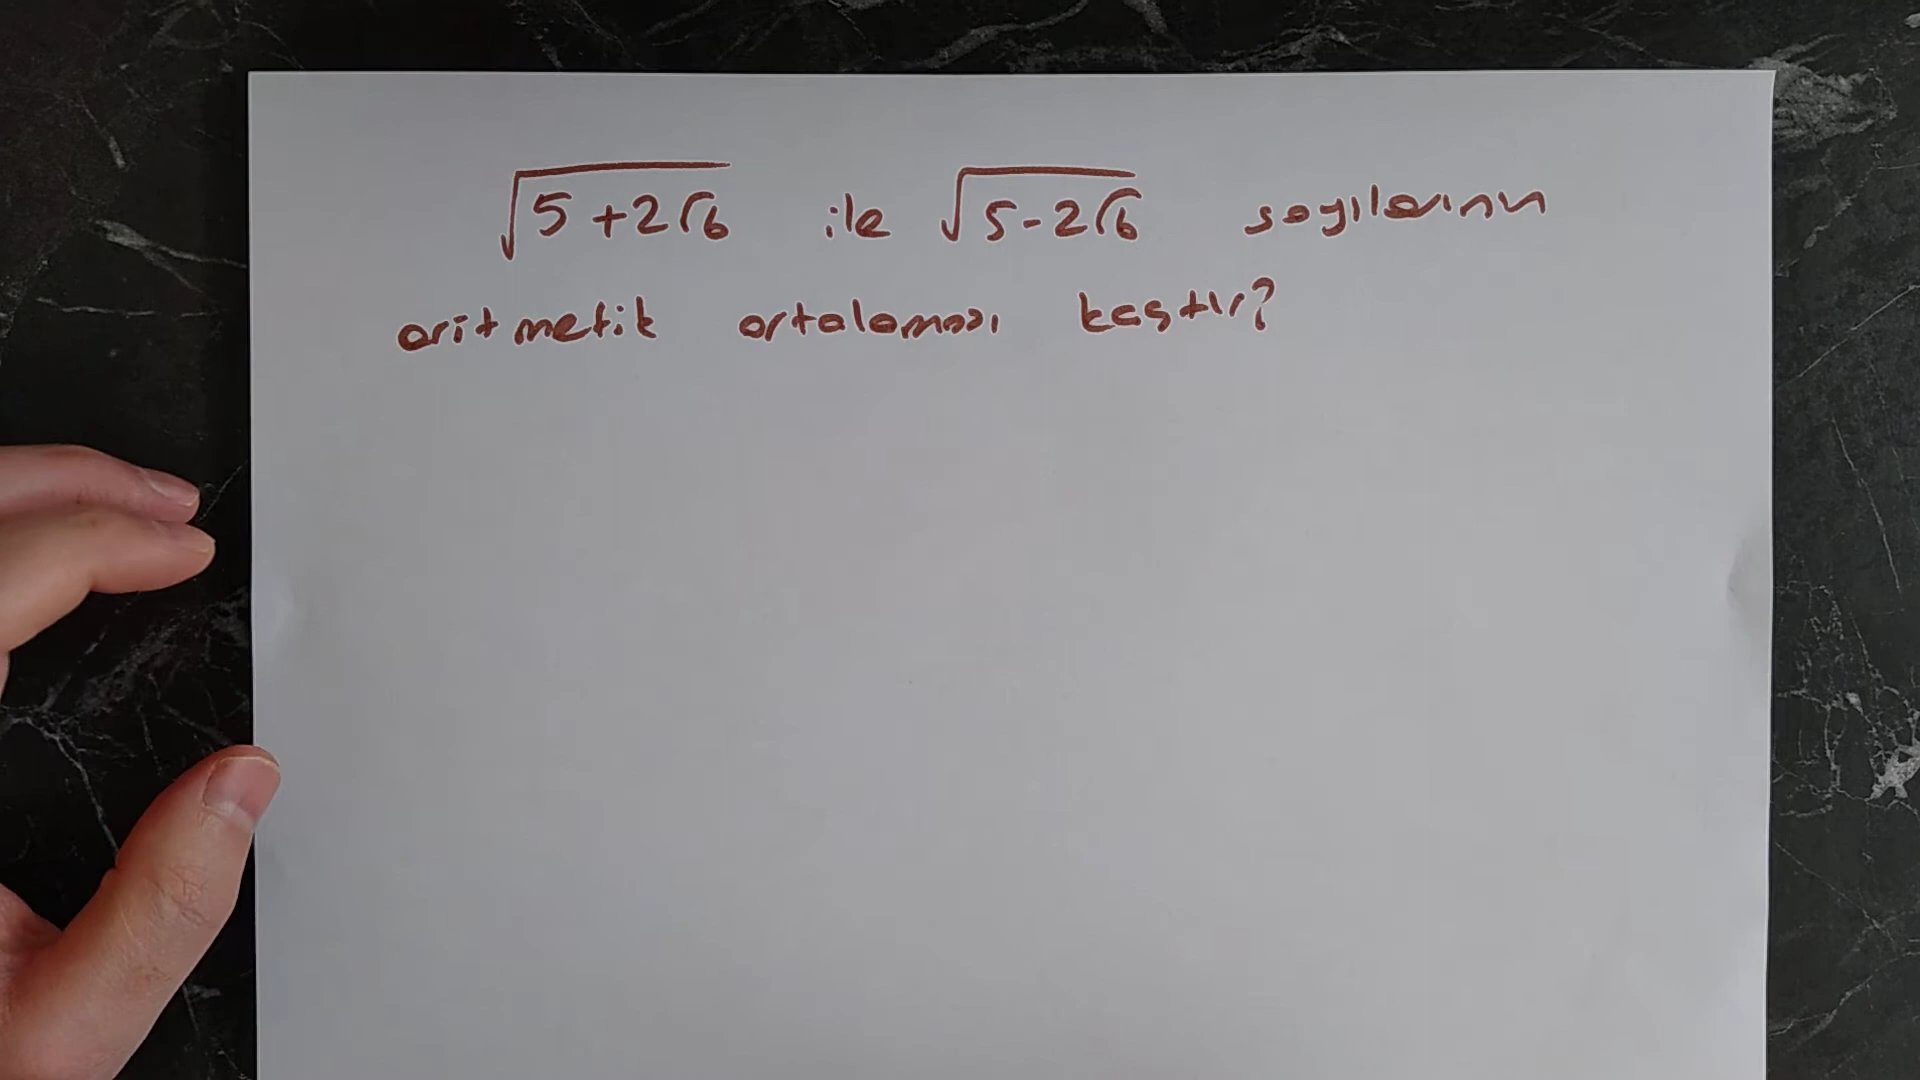 √(5+2√6) ile √(5-2√6) sayılarının
aritmetik ortalaması kaçtır?